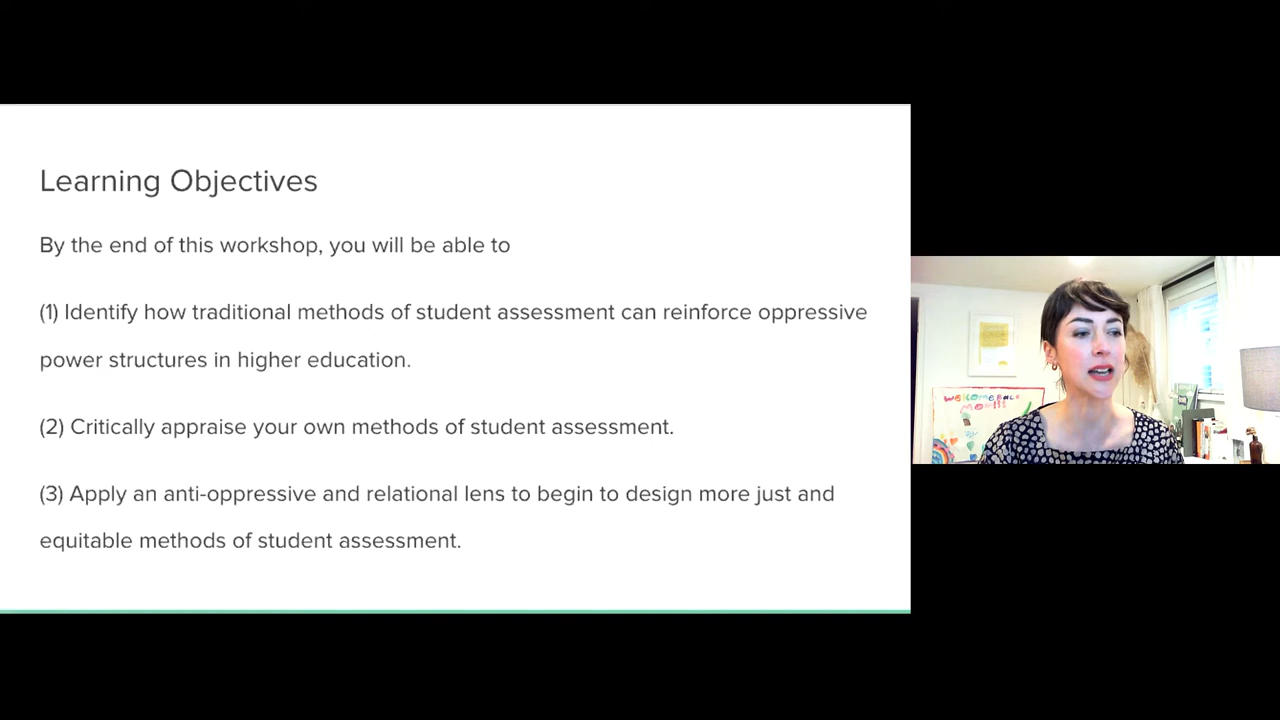 Learning Objectives
By the end of this workshop, you will be able to
(1) Identify how traditional methods of student assessment can reinforce oppressive
power structures in higher education.
(2) Critically appraise your own methods of student assessment.
(3) Apply an anti-oppressive and relational lens to begin to design more just and
equitable methods of student assessment.
WELCOME BACK
MOM!!!